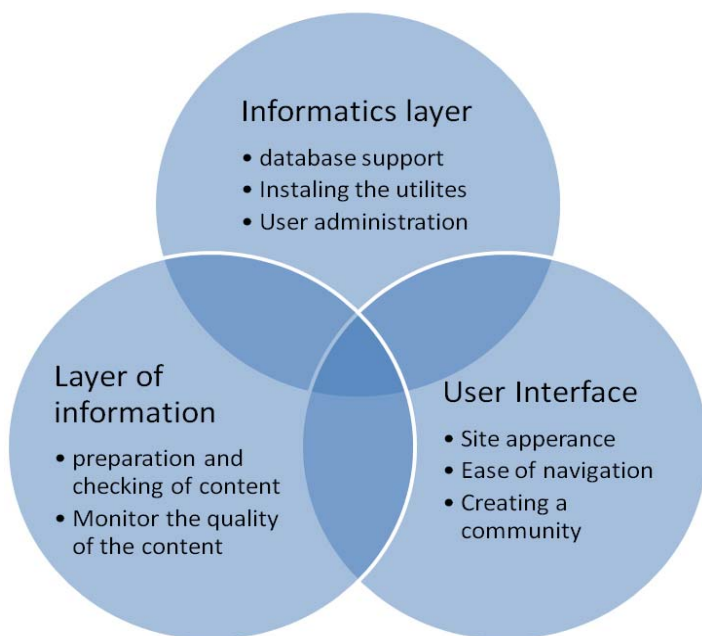 Informatics layer
• database support
• Instaling the utilites
• User administration
Layer of
information
• preparation and
checking of content
• Monitor the quality
of the content
User Interface
• Site apperance
• Ease of navigation
• Creating a
community